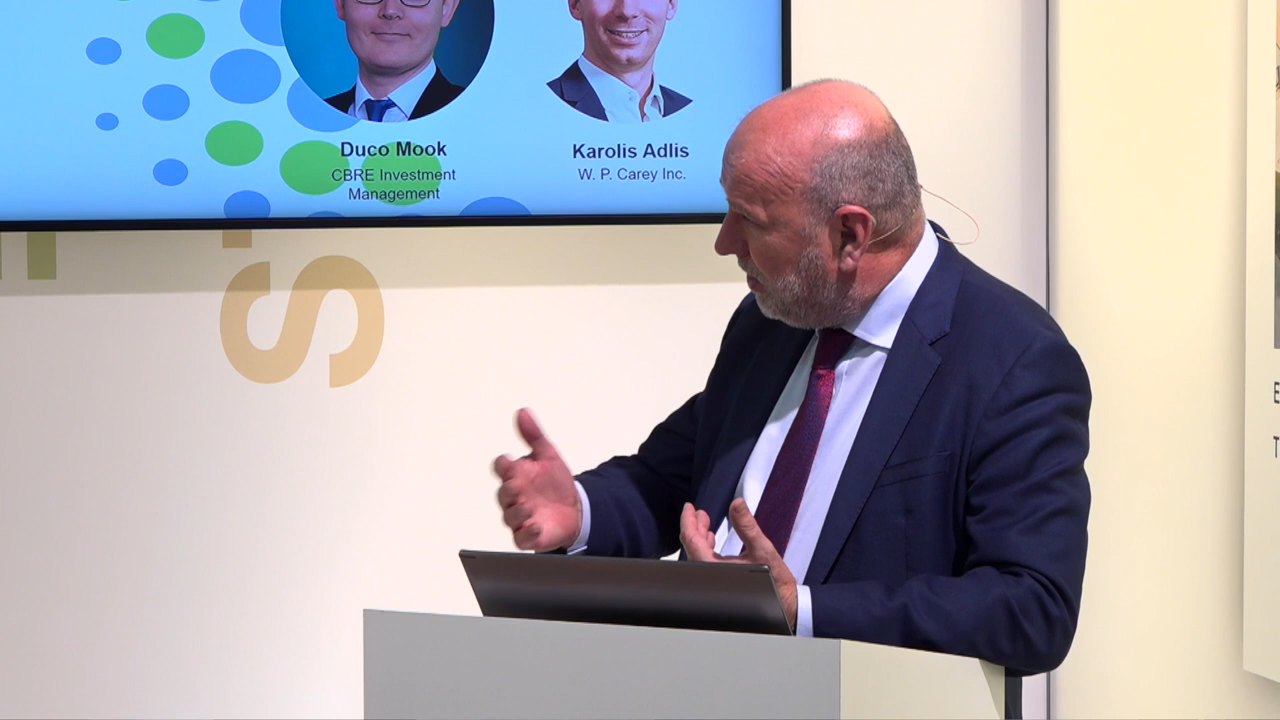 Duco Mook
CBRE Investment
Management
Karolis Adlis
W. P. Carey Inc.
s
E
T